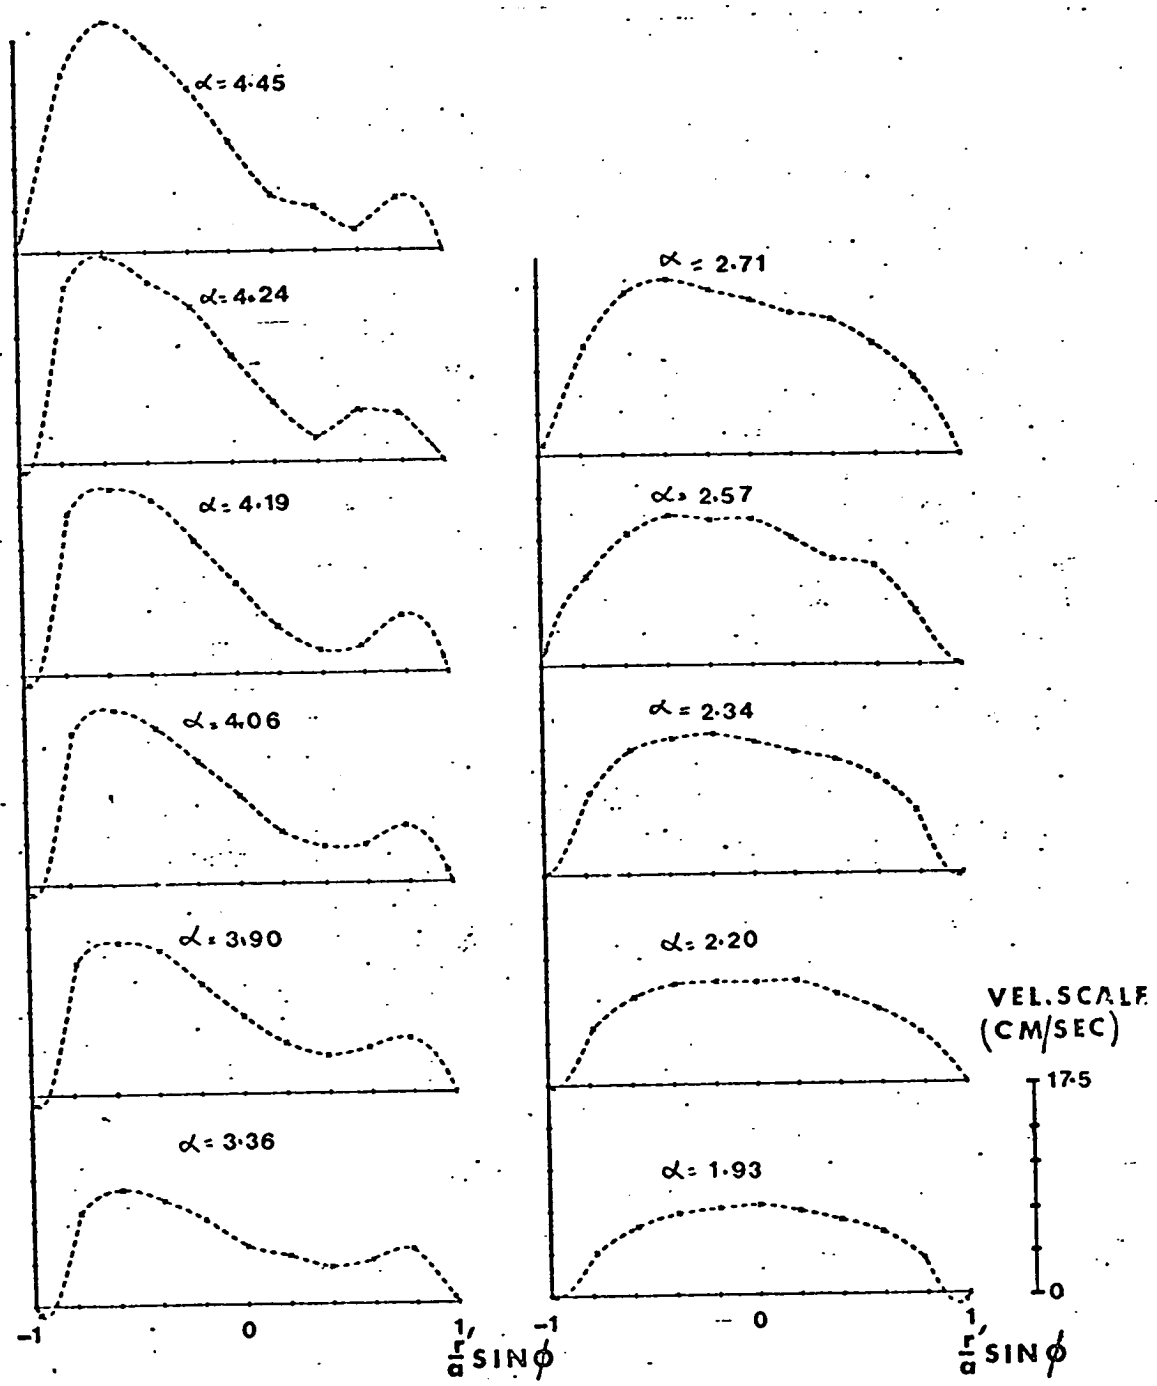 α = 4.45
α = 4.24
α = 4.19
α = 4.06
α = 3.90
α = 3.36
-1 0 1
r′/a SIN ϕ
α = 2.71
α = 2.57
α = 2.34
α = 2.20
α = 1.93
-1 0 1
r′/a SIN ϕ
VEL. SCALE
(CM/SEC)
17.5
0